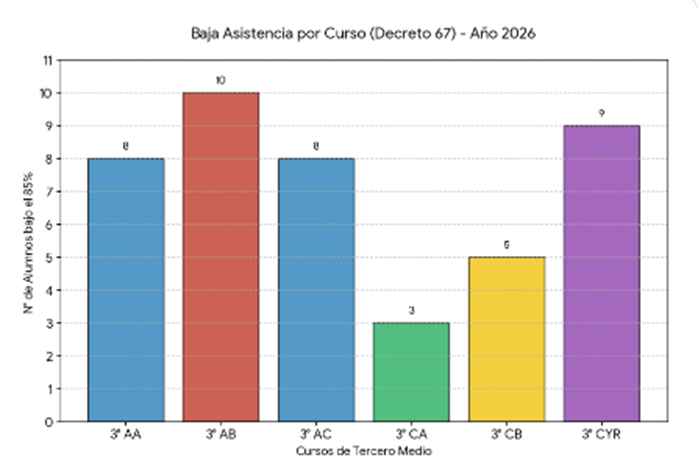 Baja Asistencia por Curso (Decreto 67) - Año 2026
11
10
9
8
7
6
5
4
3
2
1
0
N° de Alumnos bajo el 85%
8
10
8
3
5
9
3° AA
3° AB
3° AC
3° CA
3° CB
3° CYR
Cursos de Tercero Medio